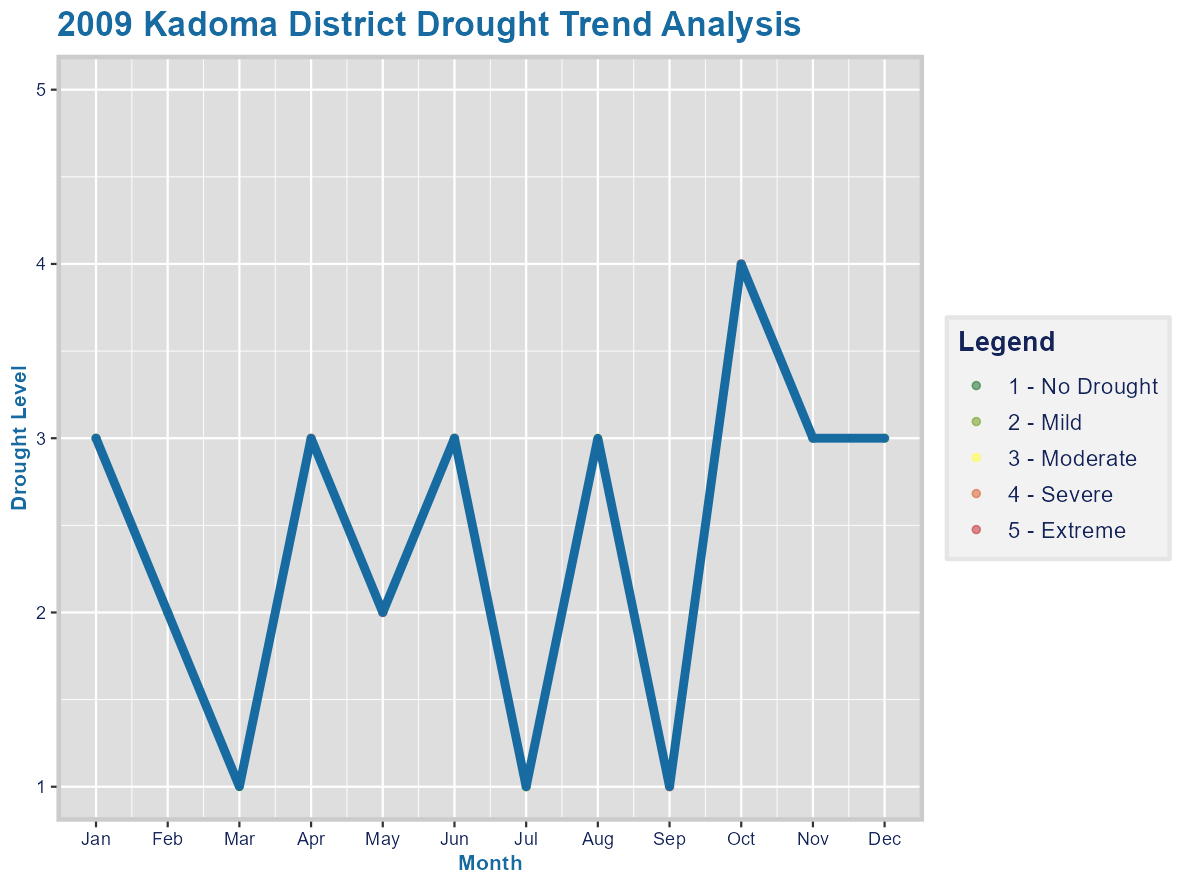 2009 Kadoma District Drought Trend Analysis
Drought Level
5
4
3
2
1
Jan Feb Mar Apr May Jun Jul Aug Sep Oct Nov Dec
Month
Legend
1 - No Drought
2 - Mild
3 - Moderate
4 - Severe
5 - Extreme